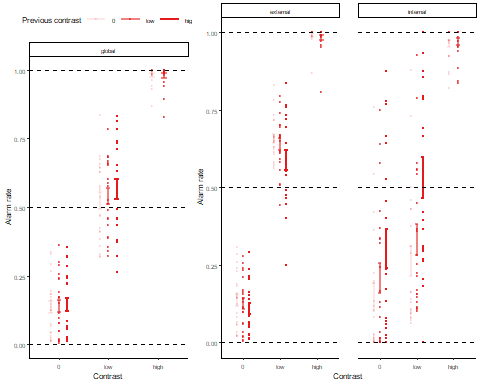 Previous contrast 0 low hig
global
Alarm rate
1.00
0.75
0.50
0.25
0.00
0 low high
Contrast
external internal
Alarm rate
1.00
0.75
0.50
0.25
0.00
0 low high 0 low high
Contrast